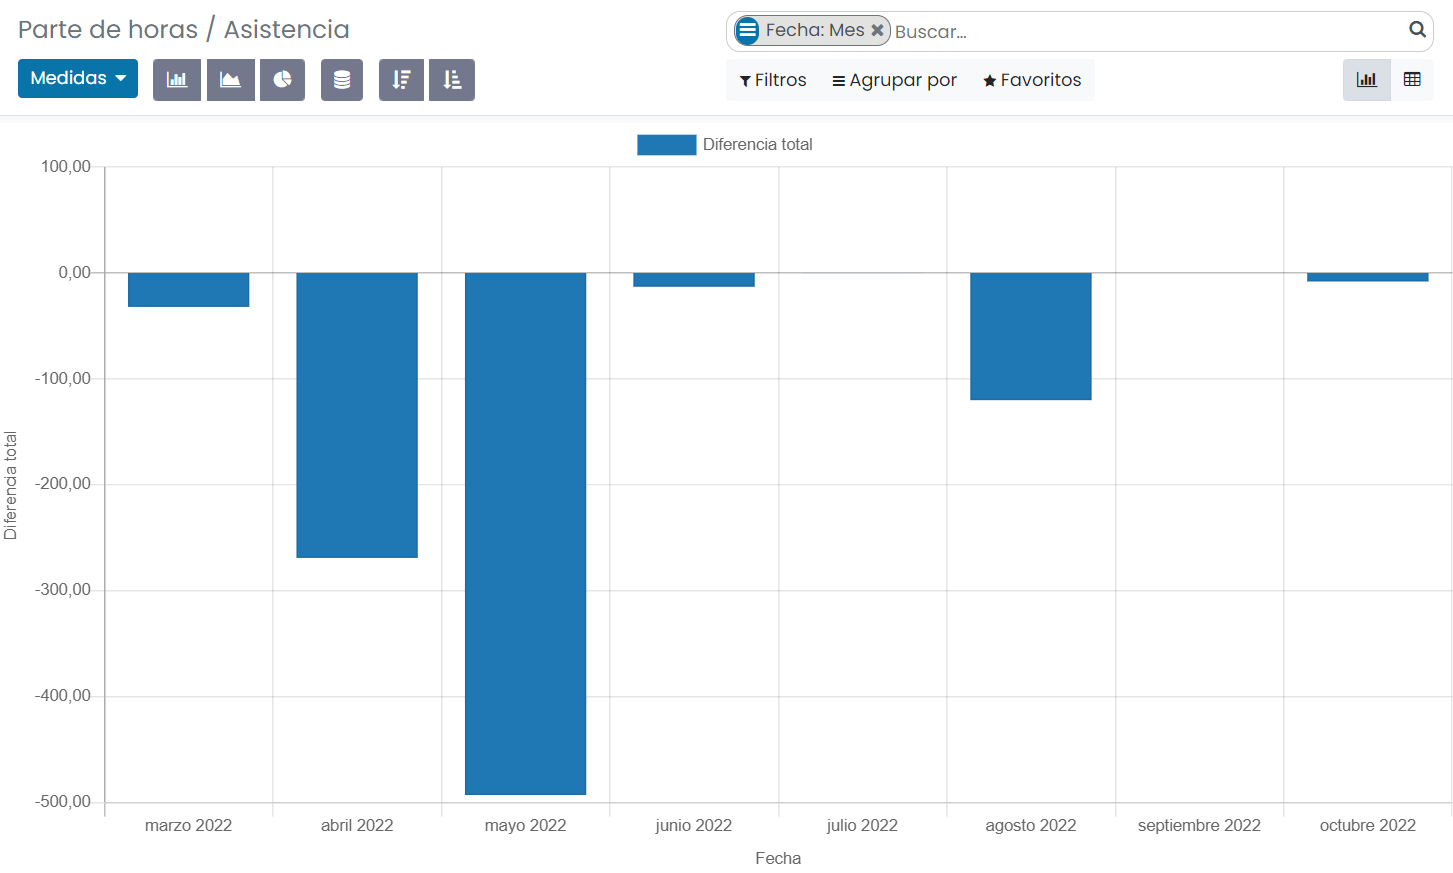 Parte de horas / Asistencia
Fecha: Mes
Buscar...
Medidas
Filtros
Agrupar por
Favoritos
Diferencia total
100,00
0,00
-100,00
-200,00
-300,00
-400,00
-500,00
Diferencia total
marzo 2022
abril 2022
mayo 2022
junio 2022
julio 2022
agosto 2022
septiembre 2022
octubre 2022
Fecha